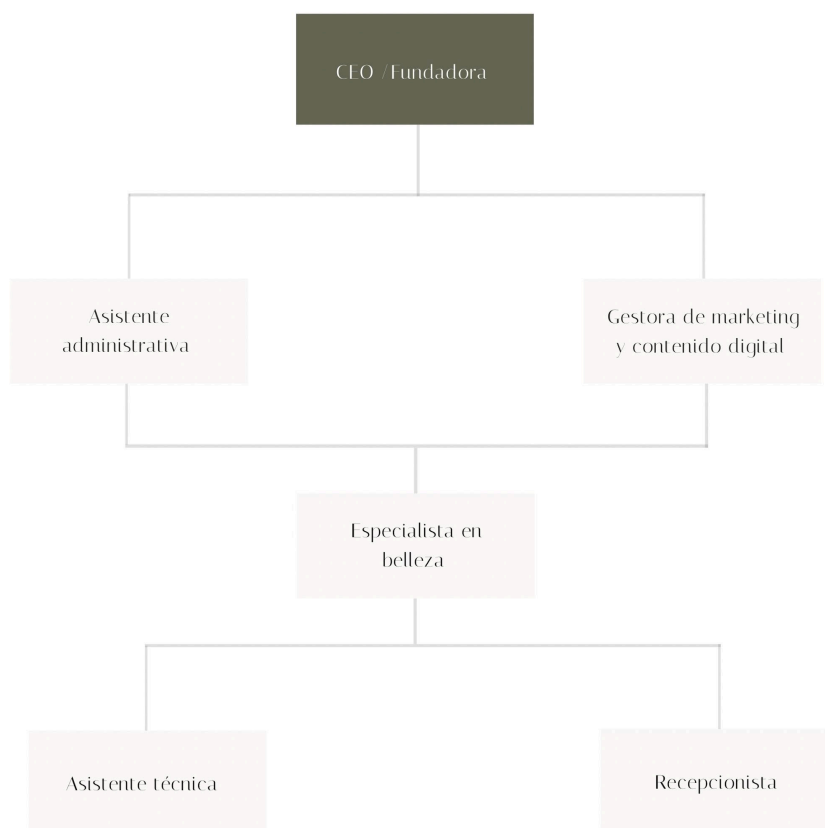 CEO /Fundadora
Asistente
administrativa
Gestora de marketing
y contenido digital
Especialista en
belleza
Asistente técnica
Recepcionista